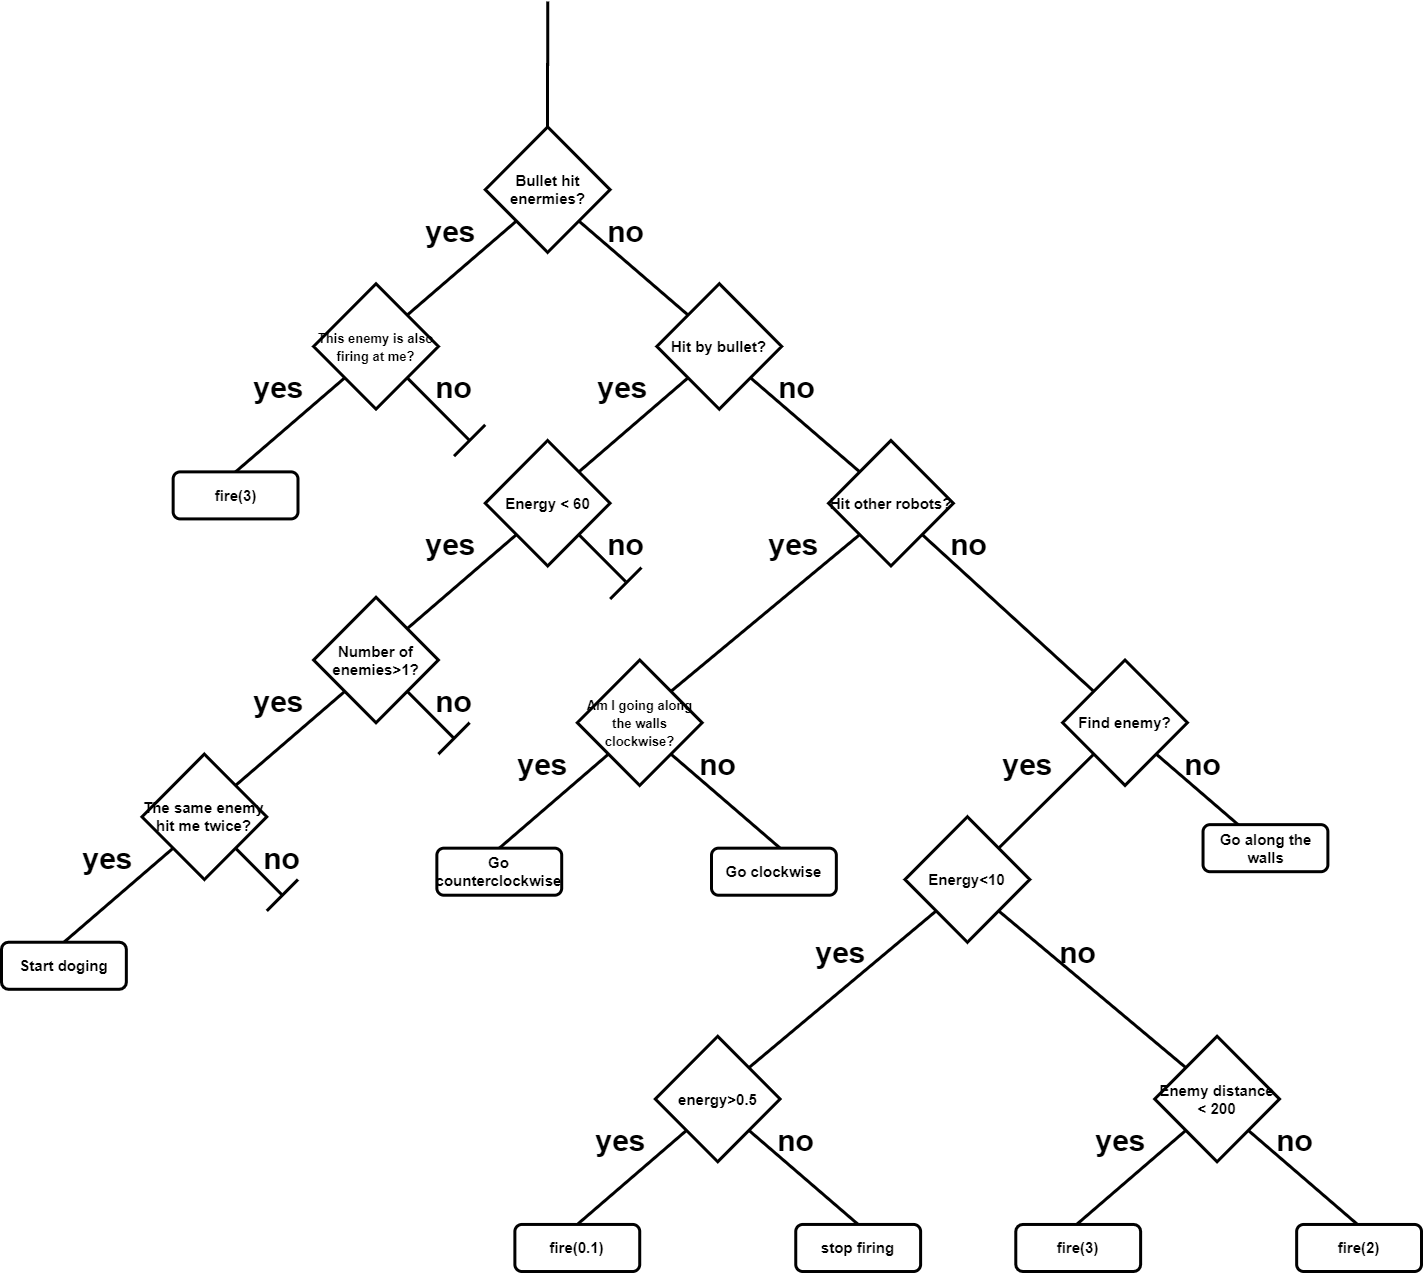 Bullet hit
enermies?
yes
no
This enemy is also
firing at me?
Hit by bullet?
yes
no
yes
no
fire(3)
Energy < 60
Hit other robots?
yes
no
yes
no
Number of
enemies>1?
Am I going along
the walls
clockwise?
Find enemy?
yes
no
yes
no
yes
no
The same enemy
hit me twice?
Go
counterclockwise
Go clockwise
Go along the
walls
yes
no
Energy<10
Start doging
yes
no
energy>0.5
Enemy distance
< 200
yes
no
yes
no
fire(0.1)
stop firing
fire(3)
fire(2)